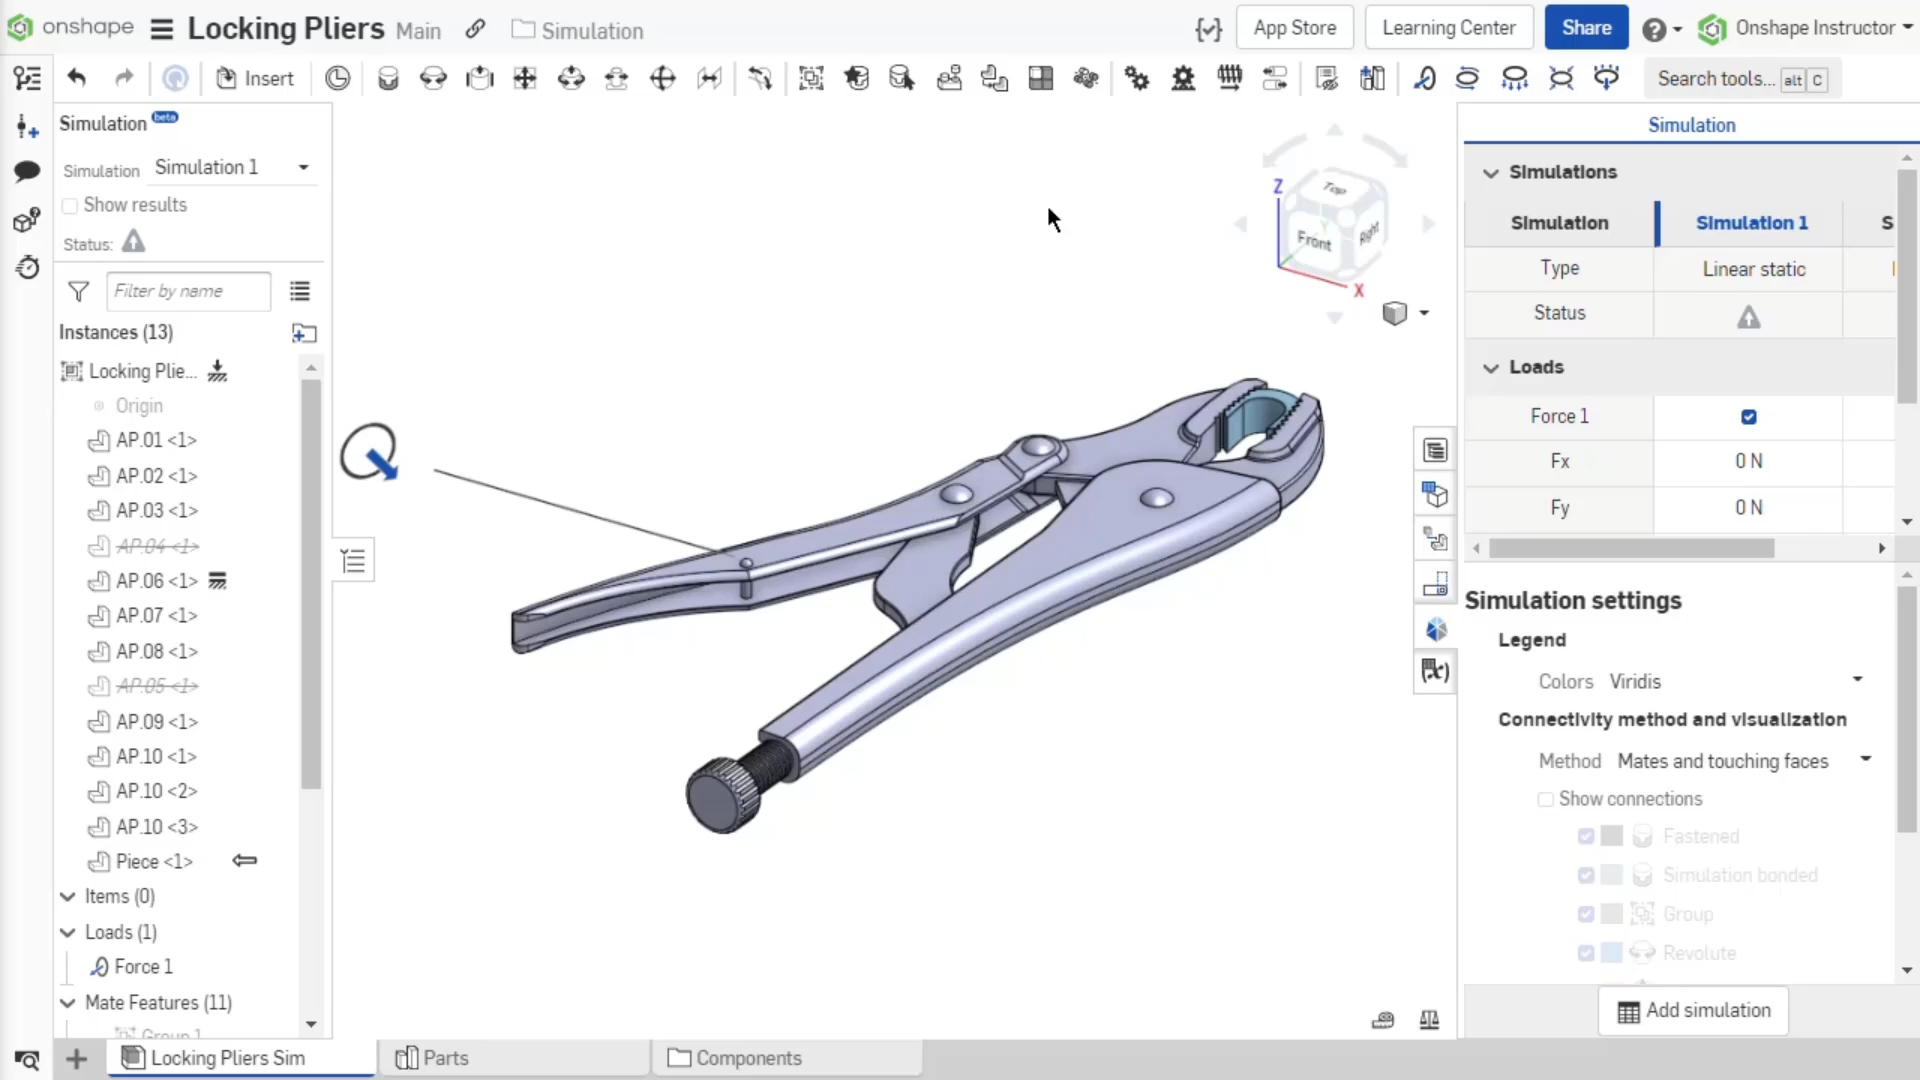 onshape Locking Pliers Main Simulation App Store Learning Center Share Onshape Instructor
Insert Search tools... alt C
Simulation beta
Simulation Simulation 1
Show results
Status:
Filter by name
Instances (13)
Locking Plie...
Origin
AP.01 <1>
AP.02 <1>
AP.03 <1>
AP.04 <1>
AP.06 <1>
AP.07 <1>
AP.08 <1>
AP.05 <1>
AP.09 <1>
AP.10 <1>
AP.10 <2>
AP.10 <3>
Piece <1>
Items (0)
Loads (1)
Force 1
Mate Features (11)
Group 1
Z
Top
Y
Front
Right
X
Simulation
Simulations
Simulation Simulation 1 S
Type Linear static
Status
Loads
Force 1
Fx 0 N
Fy 0 N
Simulation settings
Legend
Colors Viridis
Connectivity method and visualization
Method Mates and touching faces
Show connections
Fastened
Simulation bonded
Group
Revolute
Add simulation
Locking Pliers Sim Parts Components